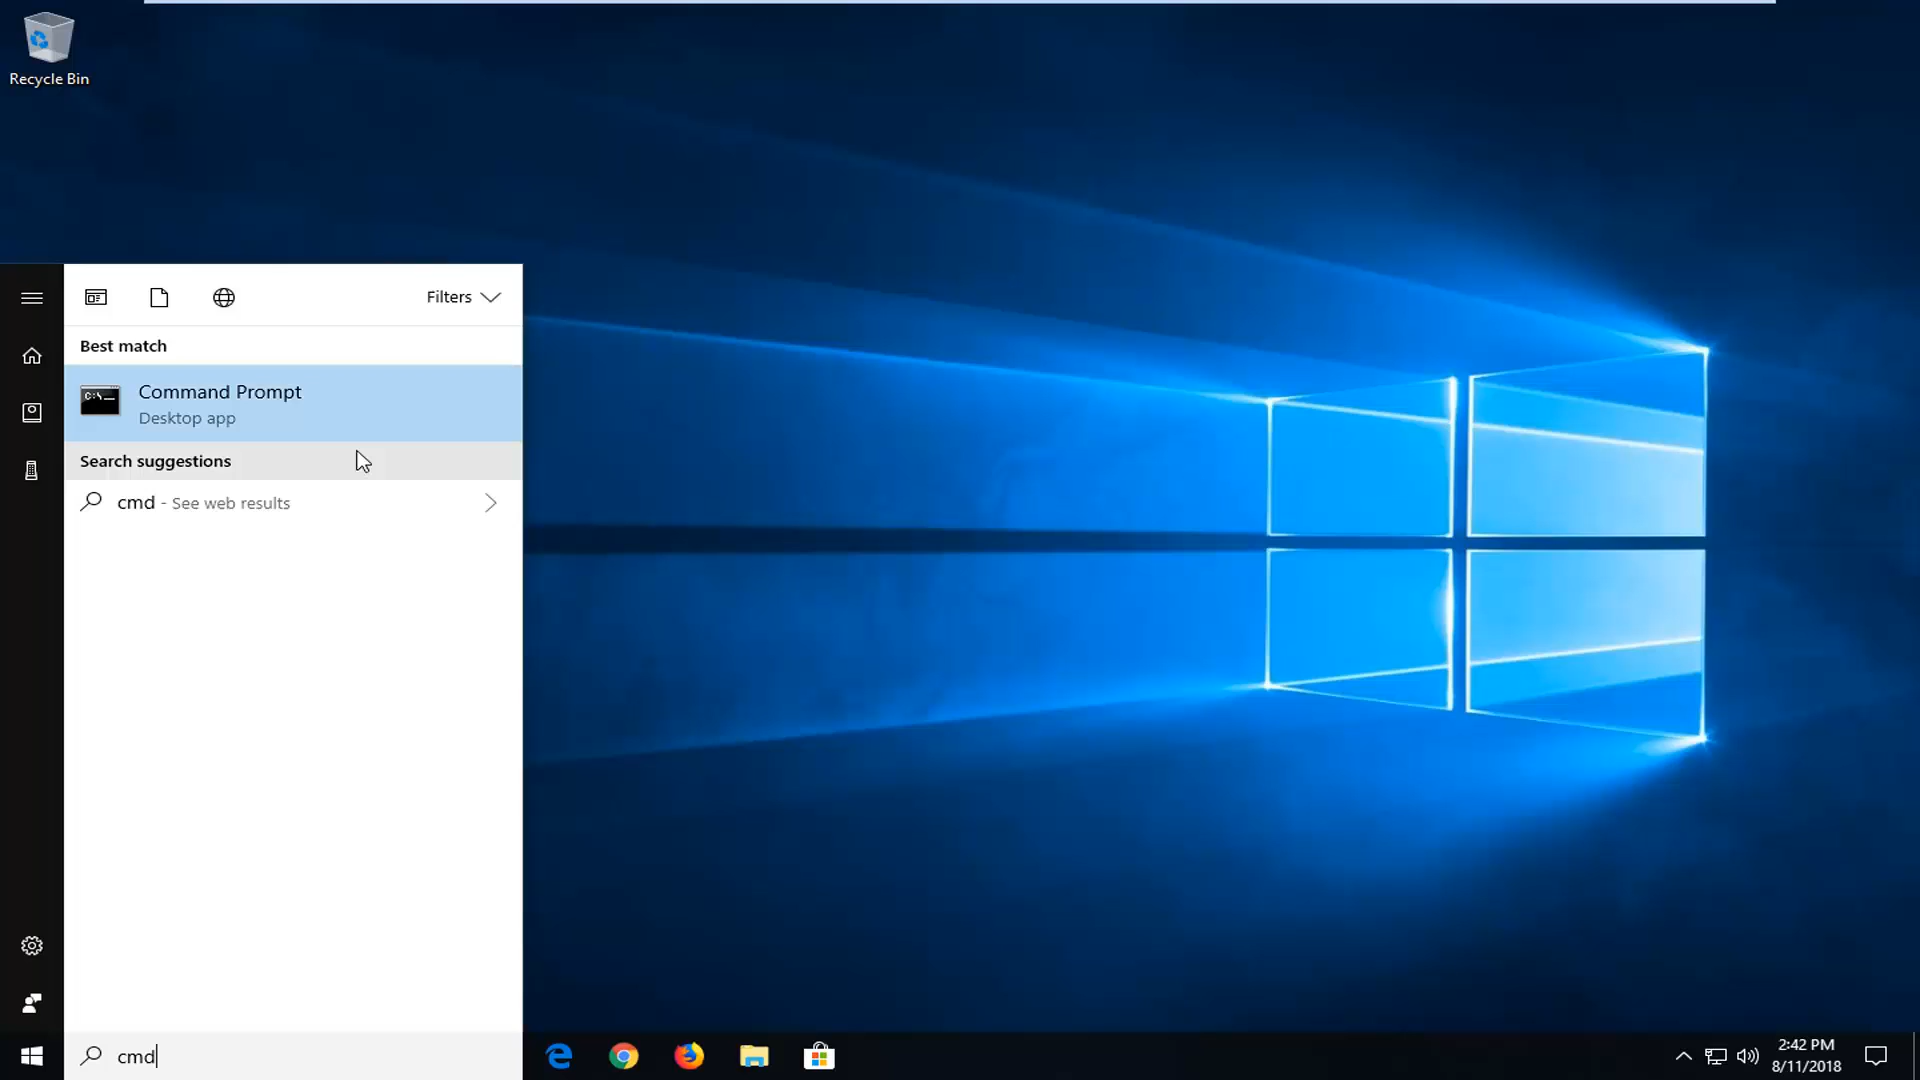 Recycle Bin
Filters
Best match
C:\_
Command Prompt
Desktop app
Search suggestions
cmd - See web results
cmd
2:42 PM
8/11/2018